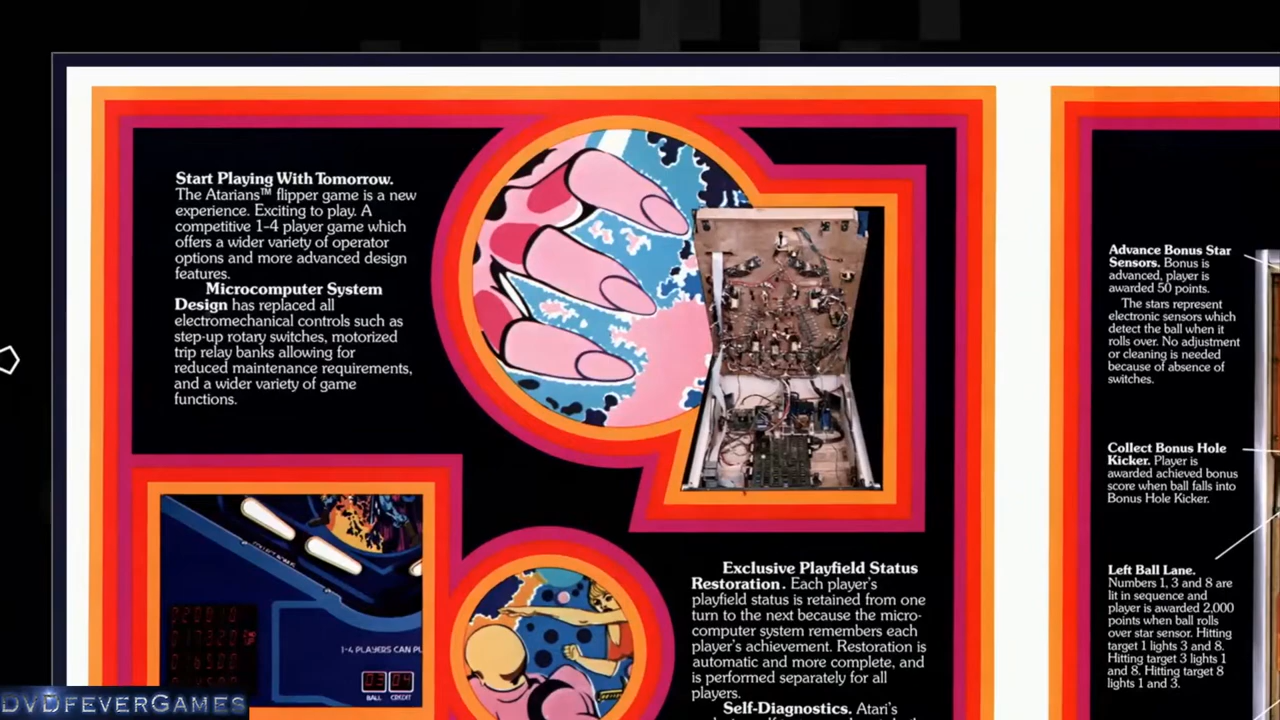 Start Playing With Tomorrow.
The Atarians™ flipper game is a new
experience. Exciting to play. A
competitive 1-4 player game which
offers a wider variety of operator
options and more advanced design
features.
Microcomputer System
Design has replaced all
electromechanical controls such as
step-up rotary switches, motorized
trip relay banks allowing for
reduced maintenance requirements,
and a wider variety of game
functions.
COLLECT BONUS
1-4 PLAYERS CAN PL
03 04
BALL CREDIT
Exclusive Playfield Status
Restoration. Each player's
playfield status is retained from one
turn to the next because the micro-
computer system remembers each
player's achievement. Restoration is
automatic and more complete, and
is performed separately for all
players.
Self-Diagnostics. Atari's
Advance Bonus Star
Sensors. Bonus is
advanced, player is
awarded 50 points.
The stars represent
electronic sensors which
detect the ball when it
rolls over. No adjustment
or cleaning is needed
because of absence of
switches.
Collect Bonus Hole
Kicker. Player is
awarded achieved bonus
score when ball falls into
Bonus Hole Kicker.
Left Ball Lane.
Numbers 1, 3 and 8 are
lit in sequence and
player is awarded 2,000
points when ball rolls
over star sensor. Hitting
target 1 lights 3 and 8.
Hitting target 3 lights 1
and 8. Hitting target 8
lights 1 and 3.
DVDFEVERGAMES